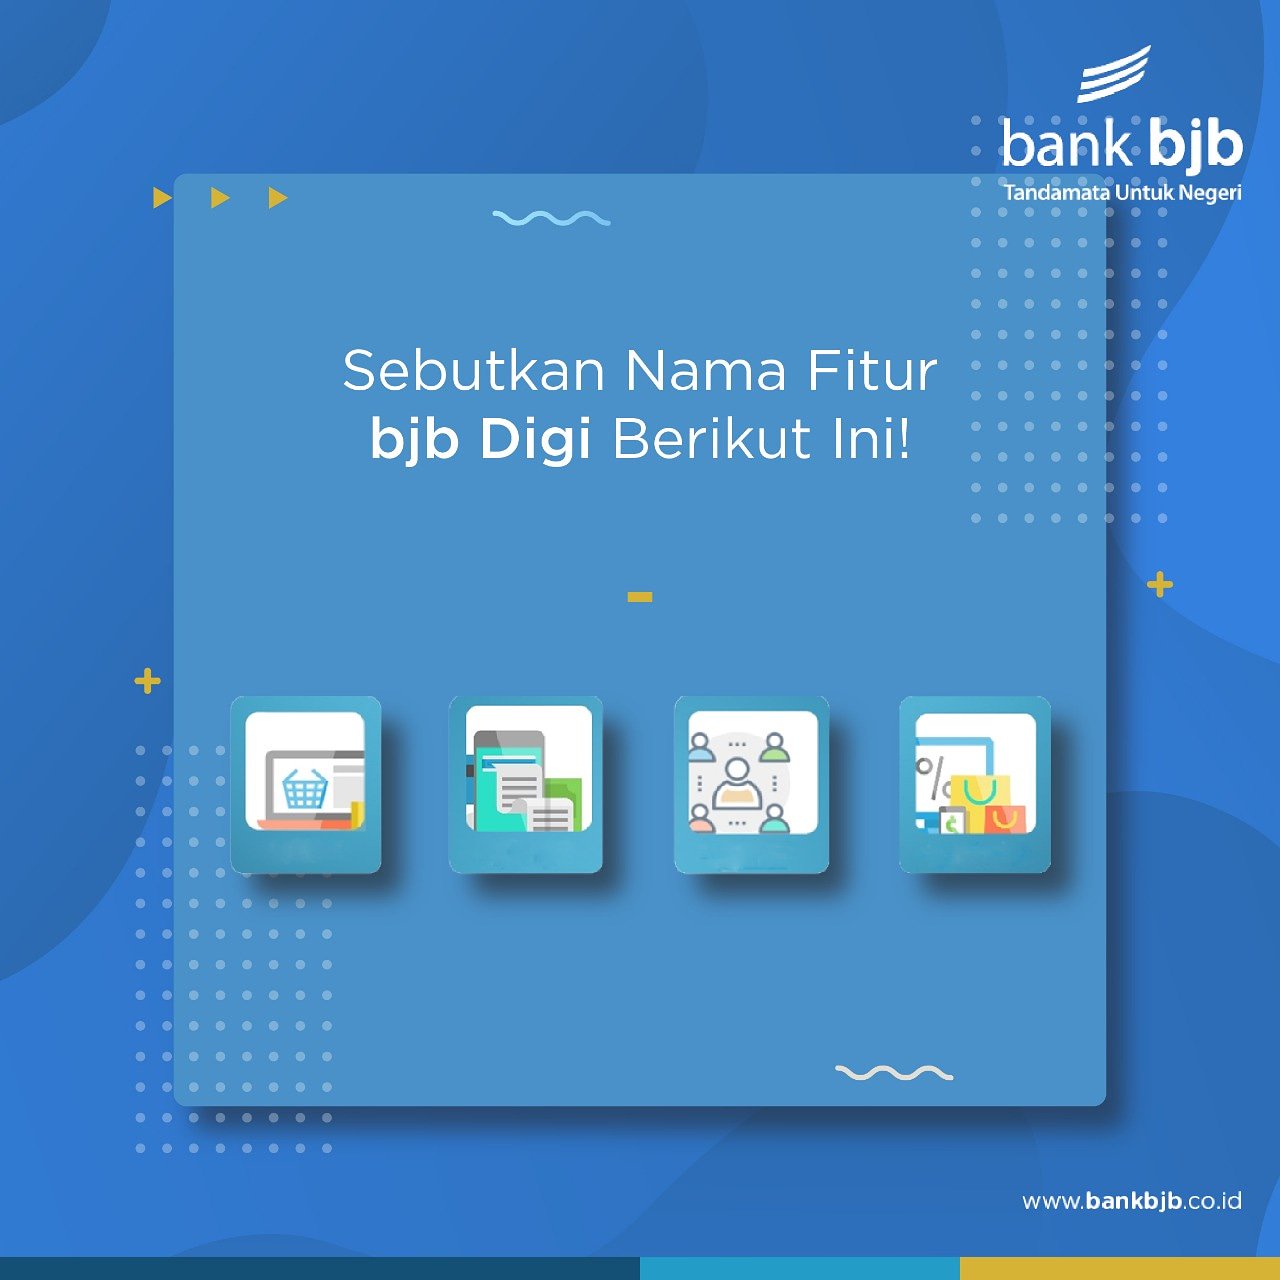 bank bjb
Tandamata Untuk Negeri
Sebutkan Nama Fitur
bjb Digi Berikut Ini!
%
$
www.bankbjb.co.id